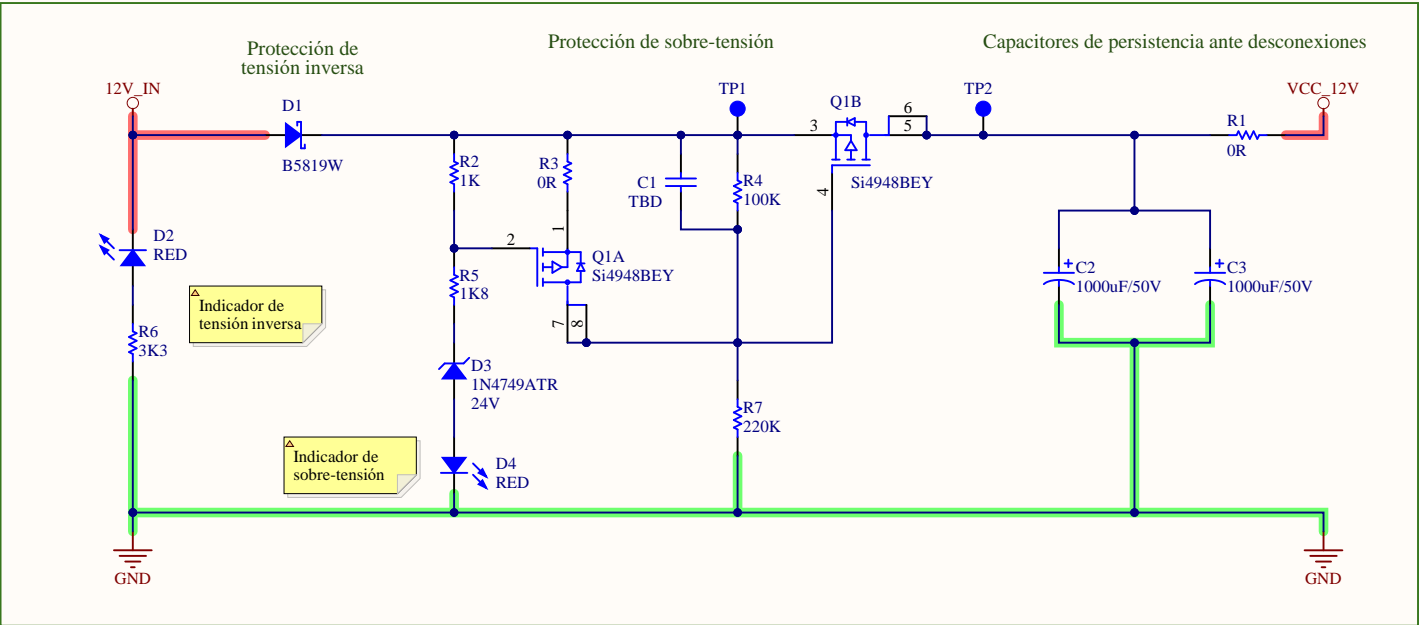 Protección de
tensión inversa
Protección de sobre-tensión
Capacitores de persistencia ante desconexiones
12V_IN
D1
B5819W
TP1
Q1B
3
6
5
4
Si4948BEY
TP2
R1
0R
VCC_12V
R2
1K
R3
0R
C1
TBD
R4
100K
D2
RED
2
1
Q1A
Si4948BEY
7
8
R5
1K8
C2
1000uF/50V
C3
1000uF/50V
Indicador de
tensión inversa
R6
3K3
D3
1N4749ATR
24V
R7
220K
Indicador de
sobre-tensión
D4
RED
GND
GND